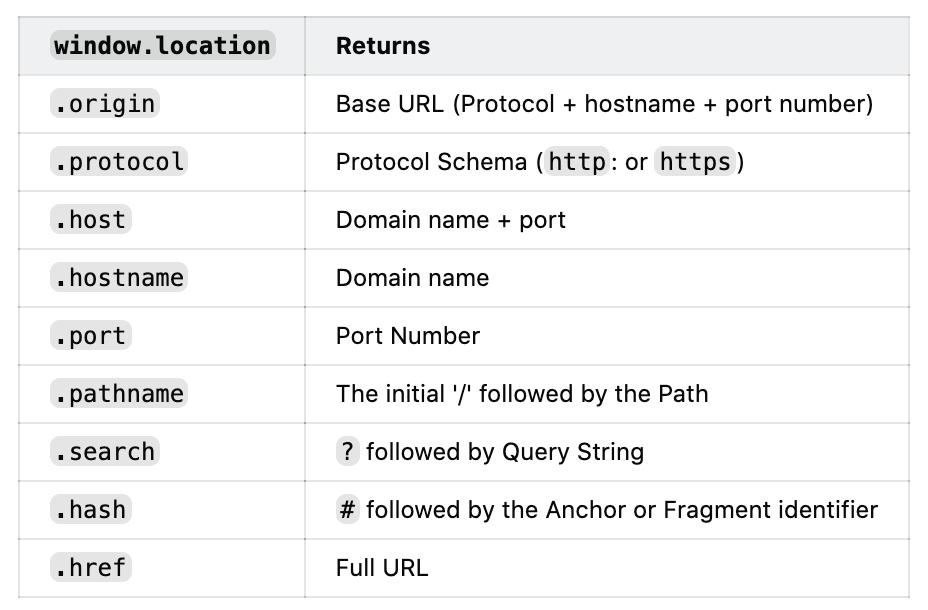 window.location Returns
.origin Base URL (Protocol + hostname + port number)
.protocol Protocol Schema (http: or https)
.host Domain name + port
.hostname Domain name
.port Port Number
.pathname The initial '/' followed by the Path
.search ? followed by Query String
.hash # followed by the Anchor or Fragment identifier
.href Full URL